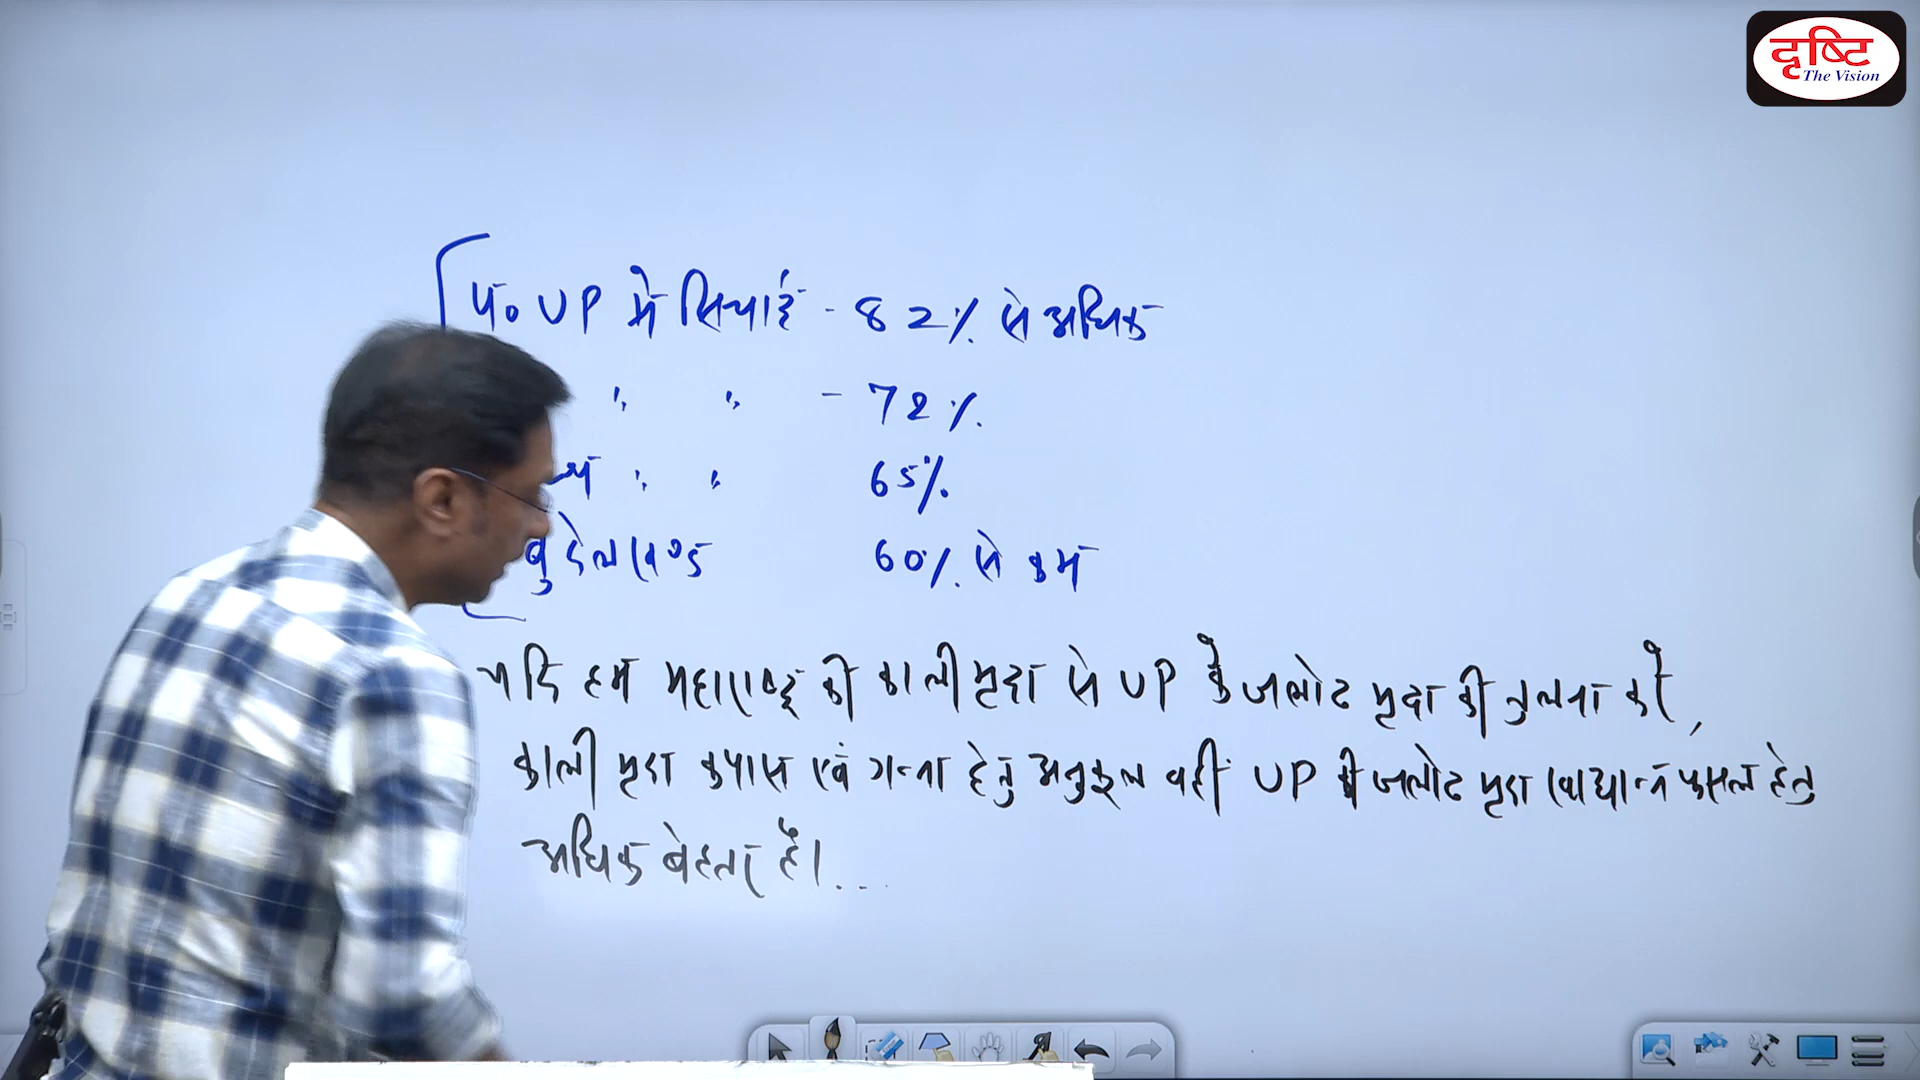 दृष्टि
The Vision
प० UP में सिचाई - 82% से अधिक
" " - 72%
" " 65%
बुंदेलखण्ड 60% से कम
यदि हम महाराष्ट्र की काली मृदा से UP के जलोढ मृदा की तुलना करें,
काली मृदा कपास एवं गन्ना हेतु अनुकूल वहीं UP की जलोढ मृदा खाद्यान्न फसल हेतु
अधिक बेहतर है। ...